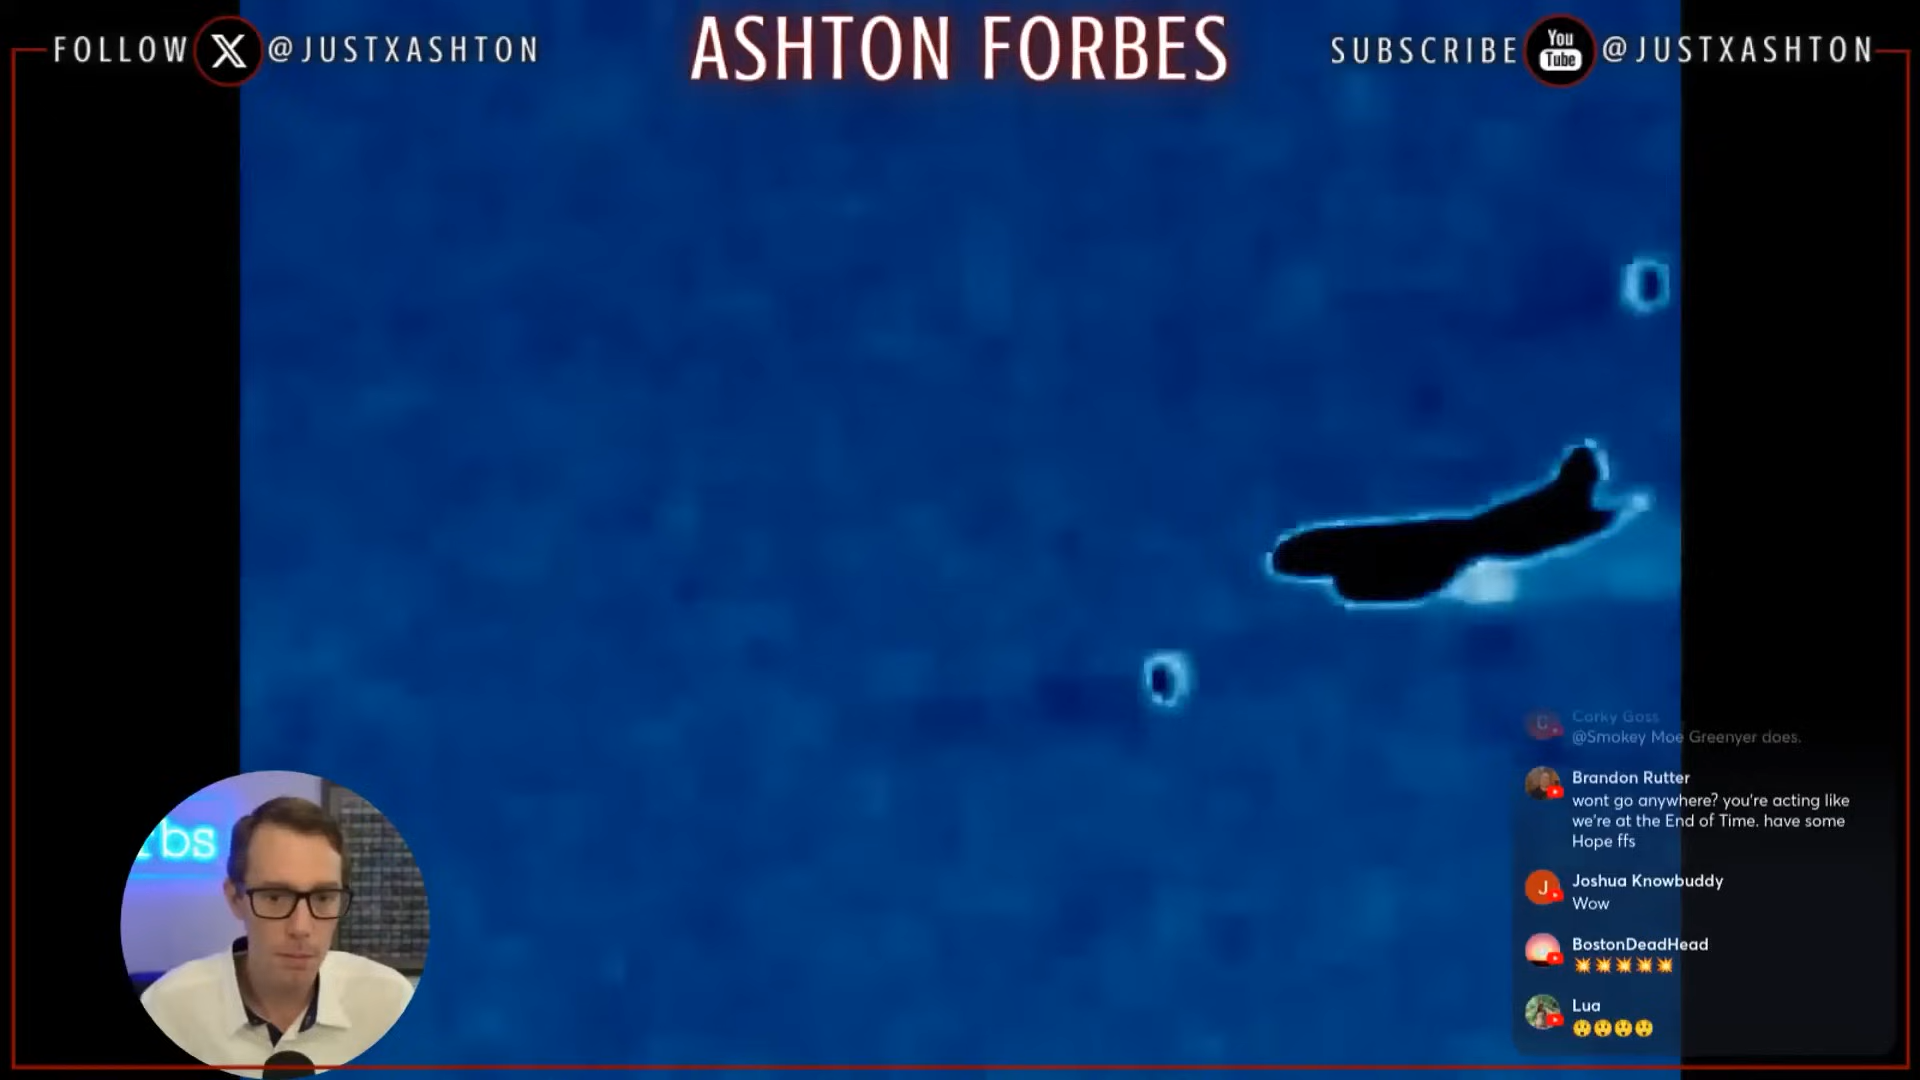 FOLLOW X @JUSTXASHTON
ASHTON FORBES
SUBSCRIBE You Tube @JUSTXASHTON
rbs
C
Corky Goss
@Smokey Moe Greenyer does.
Brandon Rutter
wont go anywhere? you're acting like
we're at the End of Time. have some
Hope ffs
J
Joshua Knowbuddy
Wow
BostonDeadHead
💥💥💥💥💥
Lua
😲😲😲😲